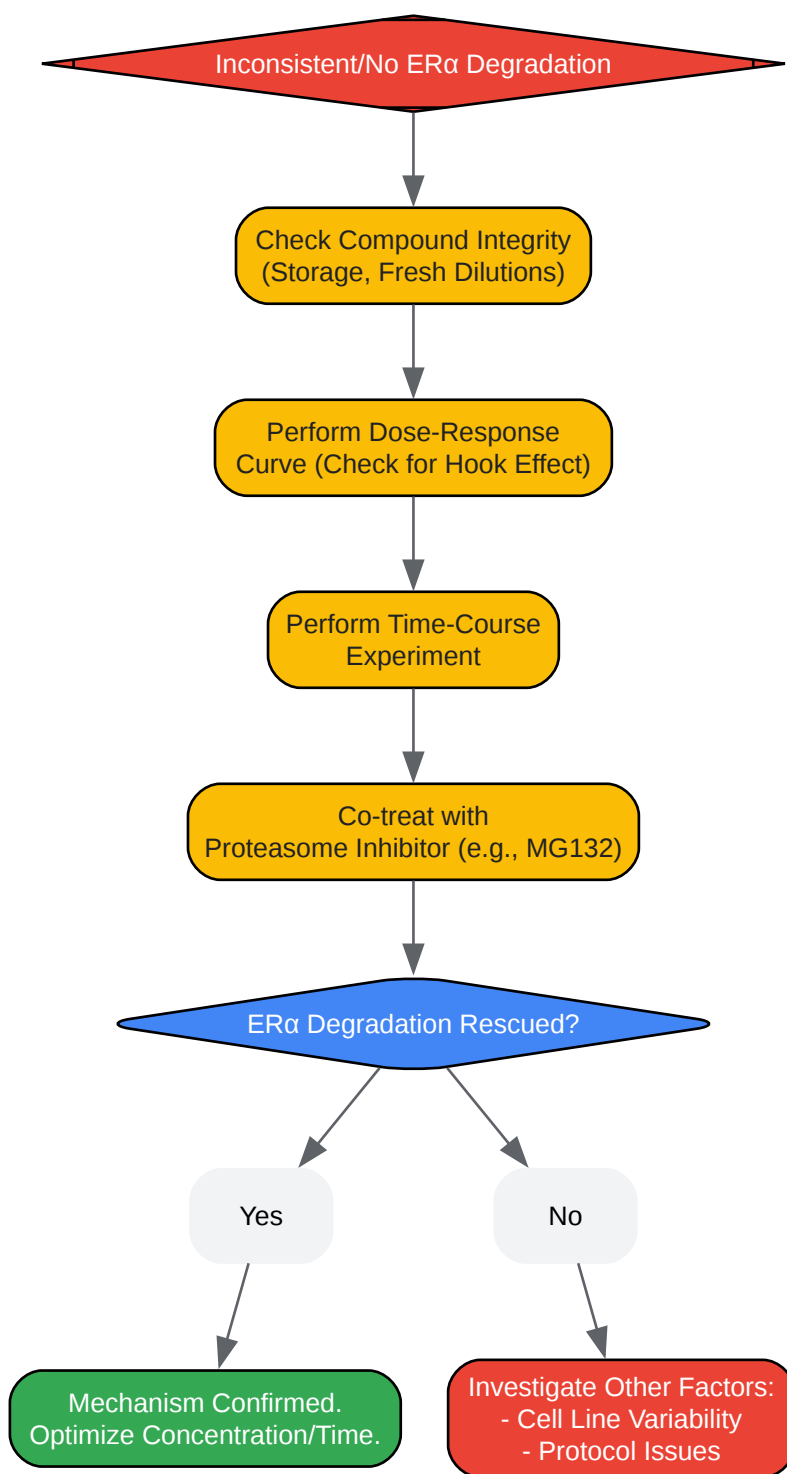 Inconsistent/No ERα Degradation
Check Compound Integrity
(Storage, Fresh Dilutions)
Perform Dose-Response
Curve (Check for Hook Effect)
Perform Time-Course
Experiment
Co-treat with
Proteasome Inhibitor (e.g., MG132)
ERα Degradation Rescued?
Yes
No
Mechanism Confirmed.
Optimize Concentration/Time.
Investigate Other Factors:
- Cell Line Variability
- Protocol Issues